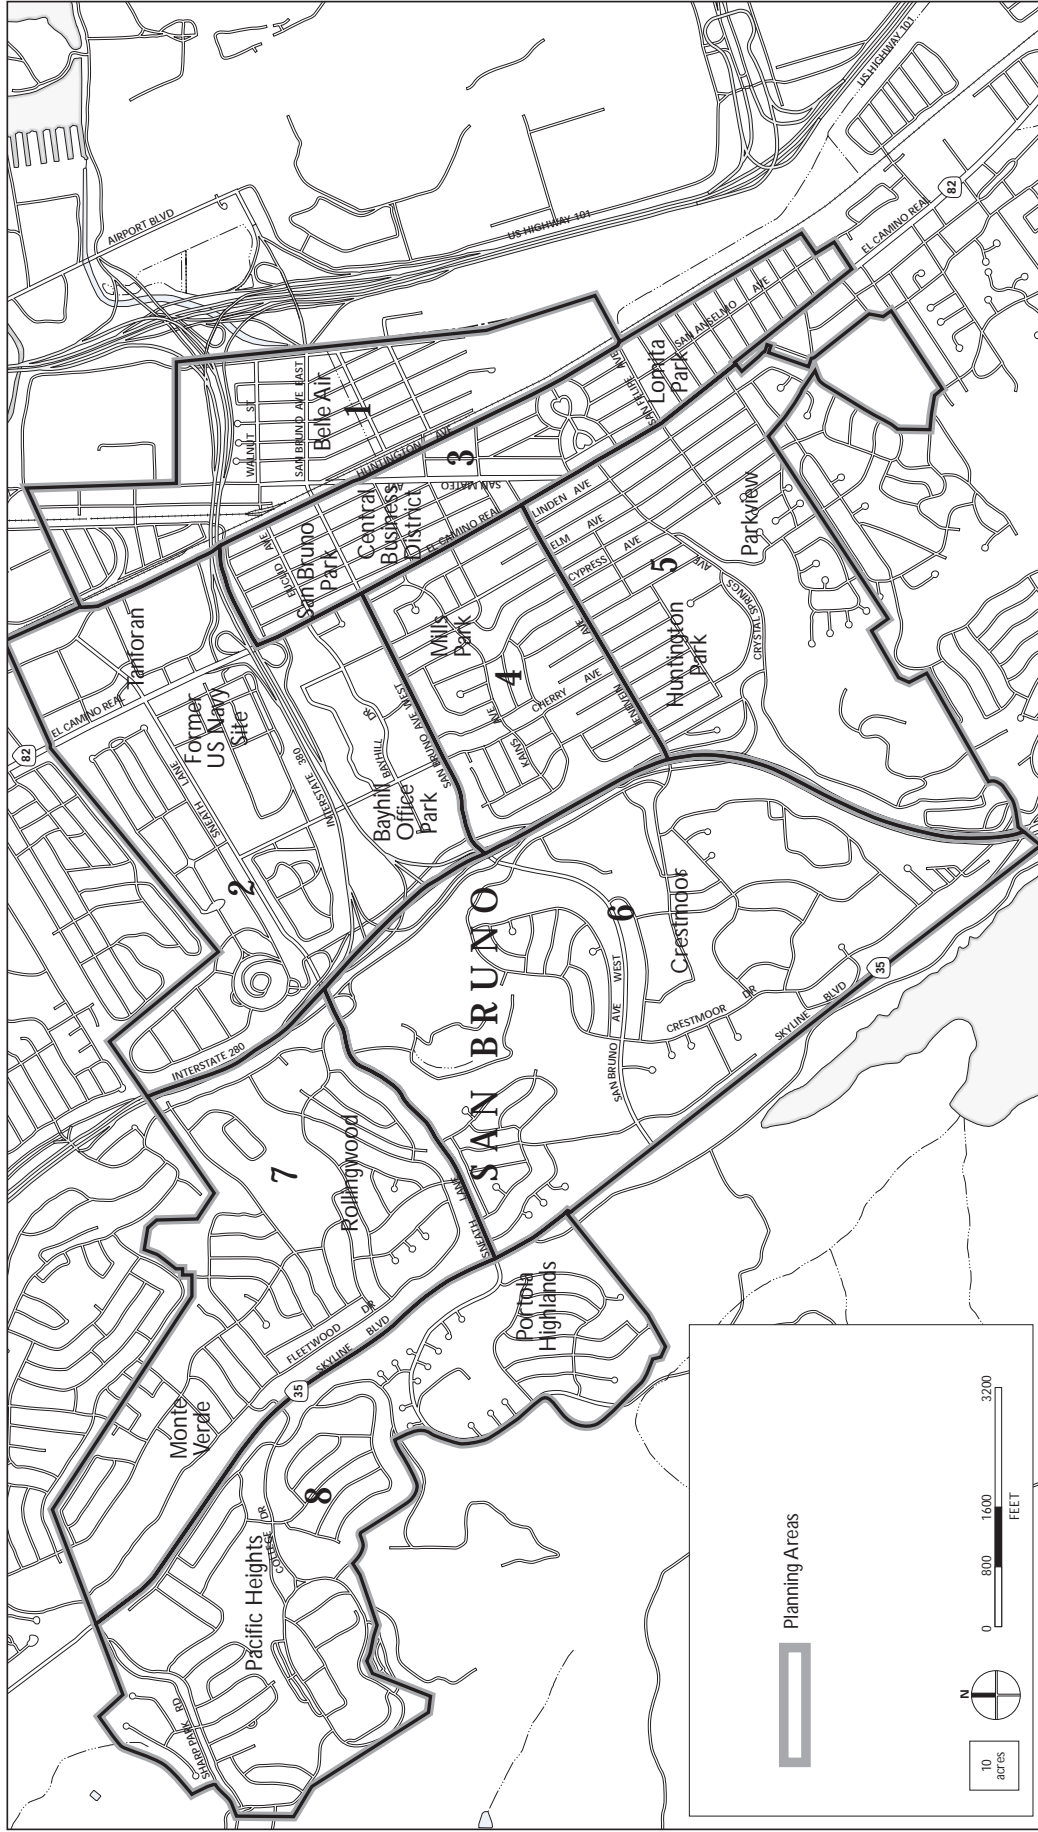 SAN BRUNO
1
2
3
4
5
6
7
8
Pacific Heights
Monte
Verde
Rollingwood
Portola
Highlands
Crestmoor
Bayhill
Office
Park
Former
US Navy
Site
Tanforan
Mills
Park
Huntington
Park
Parkview
San Bruno
Park
Central
Business
District
Belle Air
Lomita
Park
SHARP PARK RD
COLLEGE DR
SKYLINE BLVD
35
FLEETWOOD DR
SNEATH LANE
INTERSTATE 280
SNEATH LANE
INTERSTATE 380
SAN BRUNO AVE WEST
CRESTMOOR DR
SKYLINE BLVD
35
BAYHILL DR
SAN BRUNO AVE WEST
KAINS AVE
CHERRY AVE
JENEVEIN AVE
CRYSTAL SPRINGS AVE
CYPRESS AVE
ELM AVE
LINDEN AVE
EL CAMINO REAL
82
EL CAMINO REAL
EUCLID AVE
SAN MATEO AVE
HUNTINGTON AVE
WALNUT ST
SAN BRUNO AVE EAST
SAN FELIPE AVE
SAN ANSELMO AVE
EL CAMINO REAL
82
AIRPORT BLVD
US HIGHWAY 101
US HIGHWAY 101
Planning Areas
10
acres
N
0 800 1600 3200
FEET